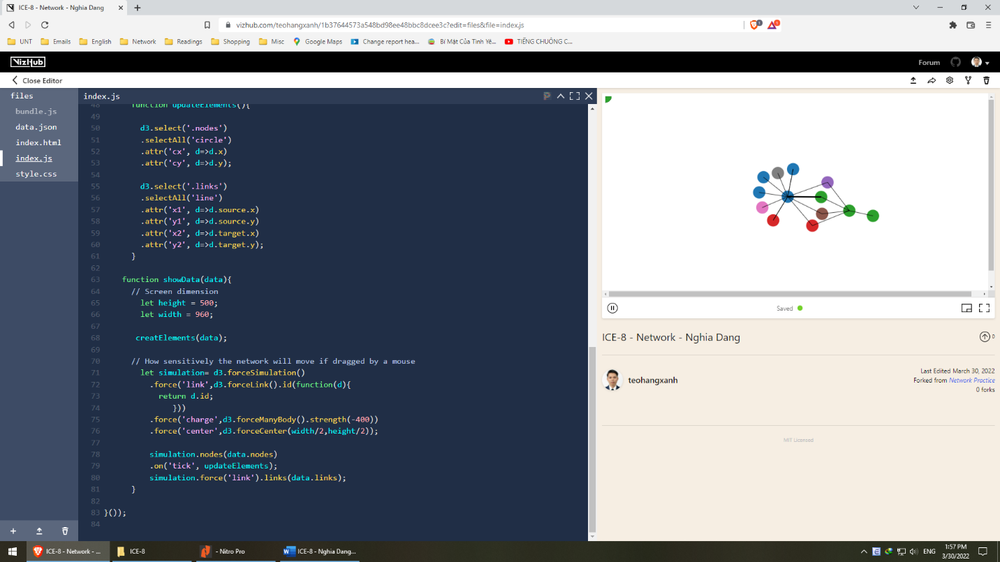 ICE-8 - Network - Nghia Dang
vizhub.com/teohangxanh/1b37644573a548bd98ee48bbc8dcee3c?edit=files&file=index.js
UNT Emails English Network Readings Shopping Misc Google Maps Change report hea... Bí Mật Của Tình Yê... TIẾNG CHUÔNG C...
VizHub Forum
Close Editor
files
bundle.js
data.json
index.html
index.js
style.css
index.js
48 function updateElements(){
49
50 d3.select('.nodes')
51 .selectAll('circle')
52 .attr('cx', d=>d.x)
53 .attr('cy', d=>d.y);
54
55 d3.select('.links')
56 .selectAll('line')
57 .attr('x1', d=>d.source.x)
58 .attr('y1', d=>d.source.y)
59 .attr('x2', d=>d.target.x)
60 .attr('y2', d=>d.target.y);
61 }
62
63 function showData(data){
64 // Screen dimension
65 let height = 500;
66 let width = 960;
67
68 creatElements(data);
69
70 // How sensitively the network will move if dragged by a mouse
71 let simulation= d3.forceSimulation()
72 .force('link',d3.forceLink().id(function(d){
73 return d.id;
74 }))
75 .force('charge',d3.forceManyBody().strength(-400))
76 .force('center',d3.forceCenter(width/2,height/2));
77
78 simulation.nodes(data.nodes)
79 .on('tick', updateElements);
80 simulation.force('link').links(data.links);
81 }
82
83 }());
84
Saved
ICE-8 - Network - Nghia Dang
0
teohangxanh
Last Edited March 30, 2022
Forked from Network Practice
0 forks
MIT Licensed
ICE-8 - Network - ... ICE-8 - Nitro Pro ICE-8 - Nghia Dang... ENG
1:57 PM
3/30/2022